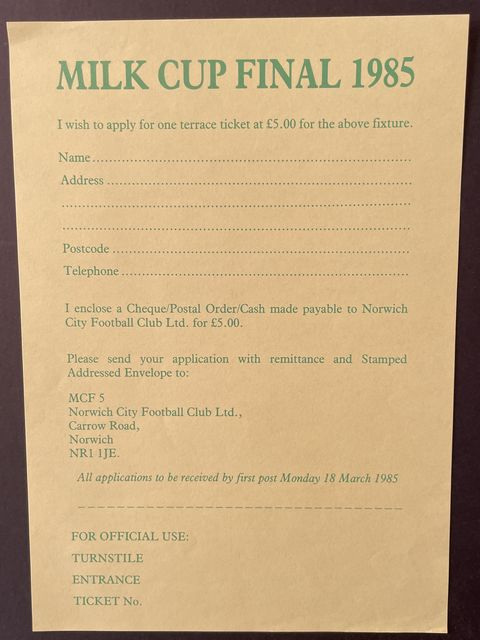 MILK CUP FINAL 1985
I wish to apply for one terrace ticket at £5.00 for the above fixture.
Name
Address
Postcode
Telephone
I enclose a Cheque/Postal Order/Cash made payable to Norwich
City Football Club Ltd. for £5.00.
Please send your application with remittance and Stamped
Addressed Envelope to:
MCF 5
Norwich City Football Club Ltd.,
Carrow Road,
Norwich
NR1 1JE.
All applications to be received by first post Monday 18 March 1985
FOR OFFICIAL USE:
TURNSTILE
ENTRANCE
TICKET No.